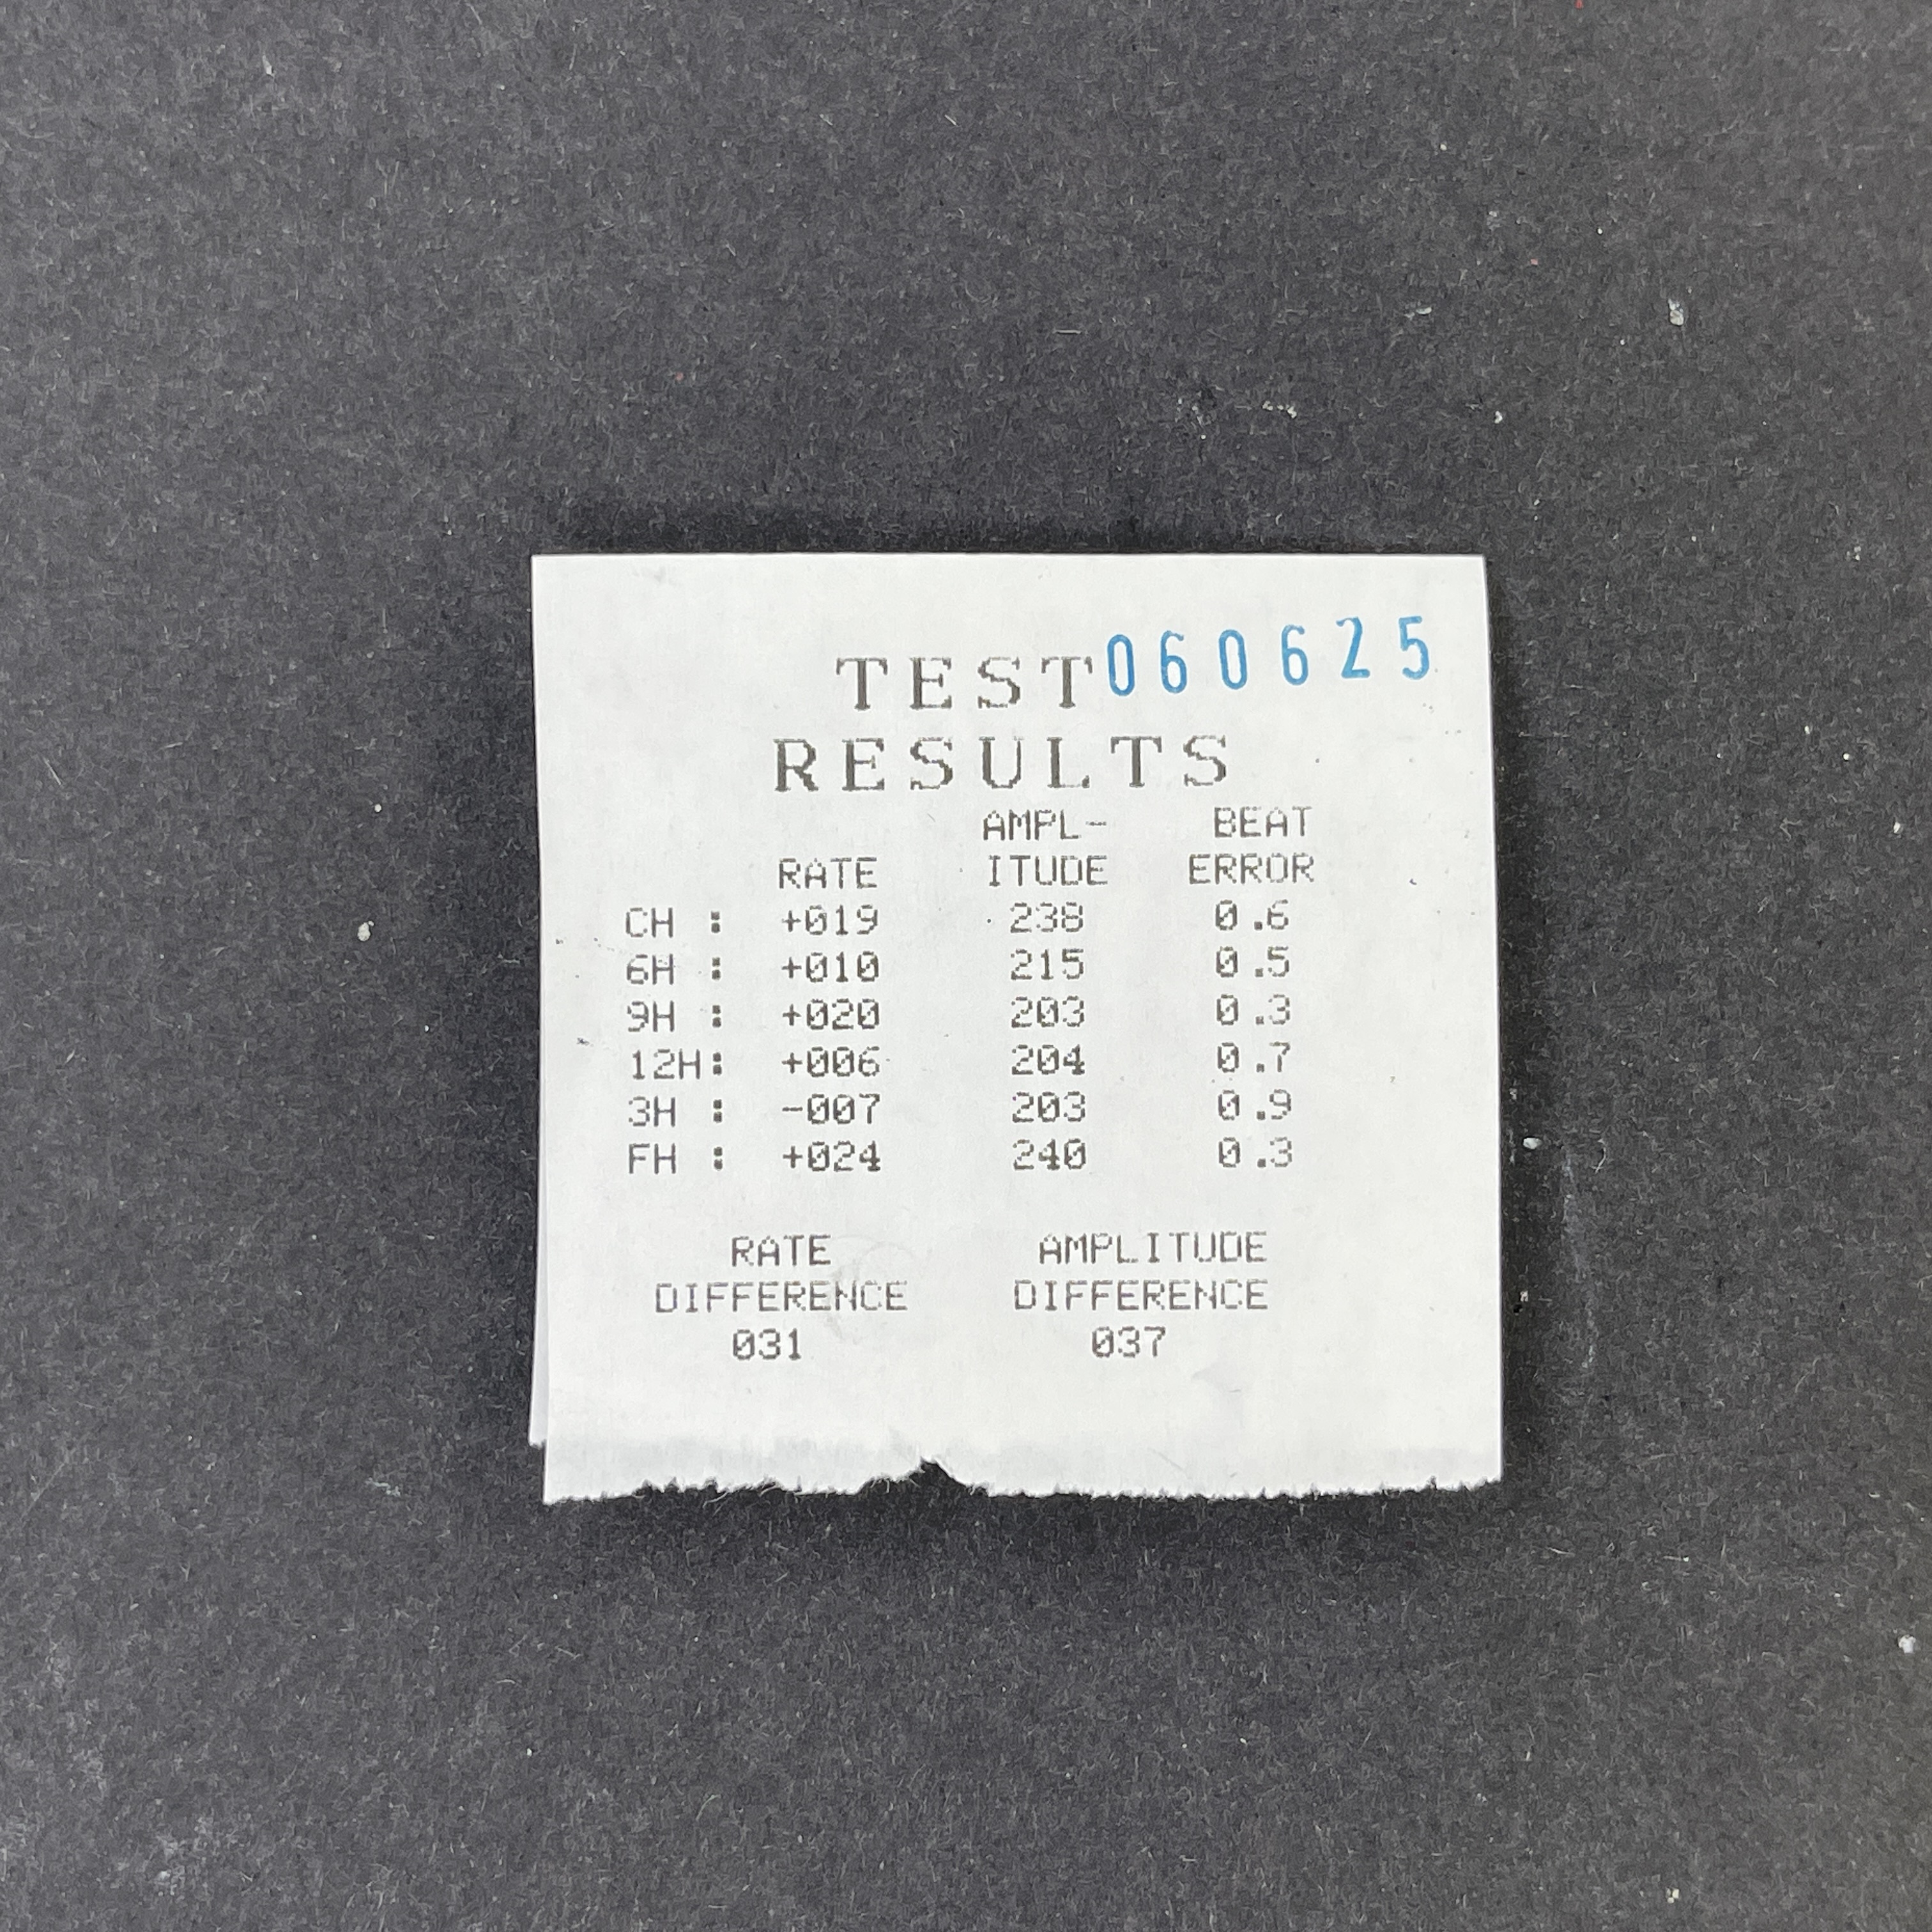 TEST 060625
RESULTS
AMPL- BEAT
RATE ITUDE ERROR
CH : +019 238 0.6
6H : +010 215 0.5
9H : +020 203 0.3
12H: +006 204 0.7
3H : -007 203 0.9
FH : +024 240 0.3
RATE AMPLITUDE
DIFFERENCE DIFFERENCE
031 037